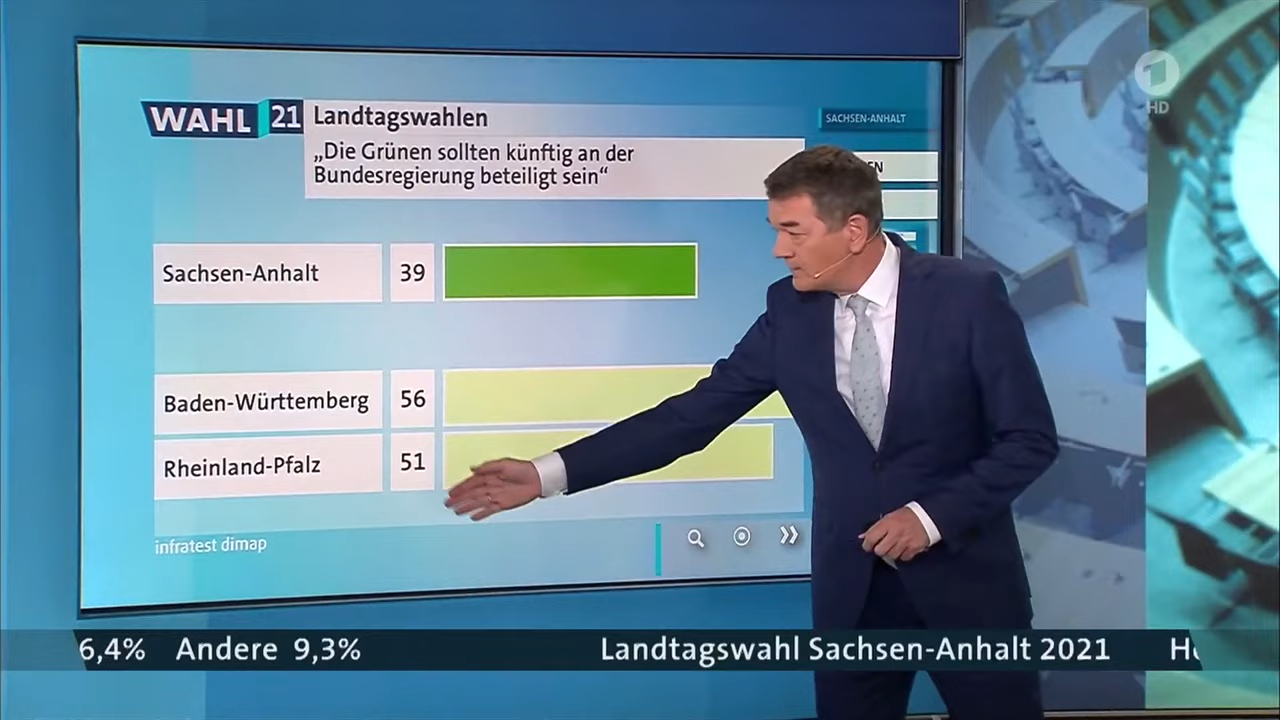 WAHL 21
Landtagswahlen
„Die Grünen sollten künftig an der
Bundesregierung beteiligt sein“
SACHSEN-ANHALT
1
HD
Sachsen-Anhalt 39
Baden-Württemberg 56
Rheinland-Pfalz 51
infratest dimap
6,4% Andere 9,3% Landtagswahl Sachsen-Anhalt 2021